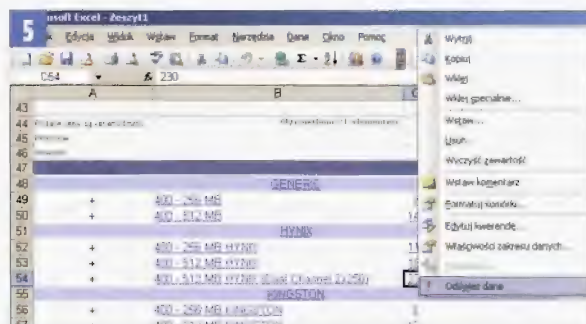 5
osoft Excel - Zeszyt1
Edycja Widok Wstaw Format Narzędzia Dane Okno Pomoc
C54 fx 230
A B C
43
44
45
46
47
48 GENERIC
49 + 400 - 256 MB
50 + 400 - 512 MB
51 HYNIX
52 + 400 - 256 MB HYNIX
53 + 400 - 512 MB HYNIX
54 + 400 - 512 MB HYNIX (Dual Channel 2x256)
55 KINGSTON
56 + 400 - 256 MB KINGSTON
57
Wytnij
Kopiuj
Wklej
Wklej specjalnie...
Wstaw...
Usuń...
Wyczyść zawartość
Wstaw komentarz
Formatuj komórki...
Edytuj kwerendę...
Właściwości zakresu danych...
Odśwież dane